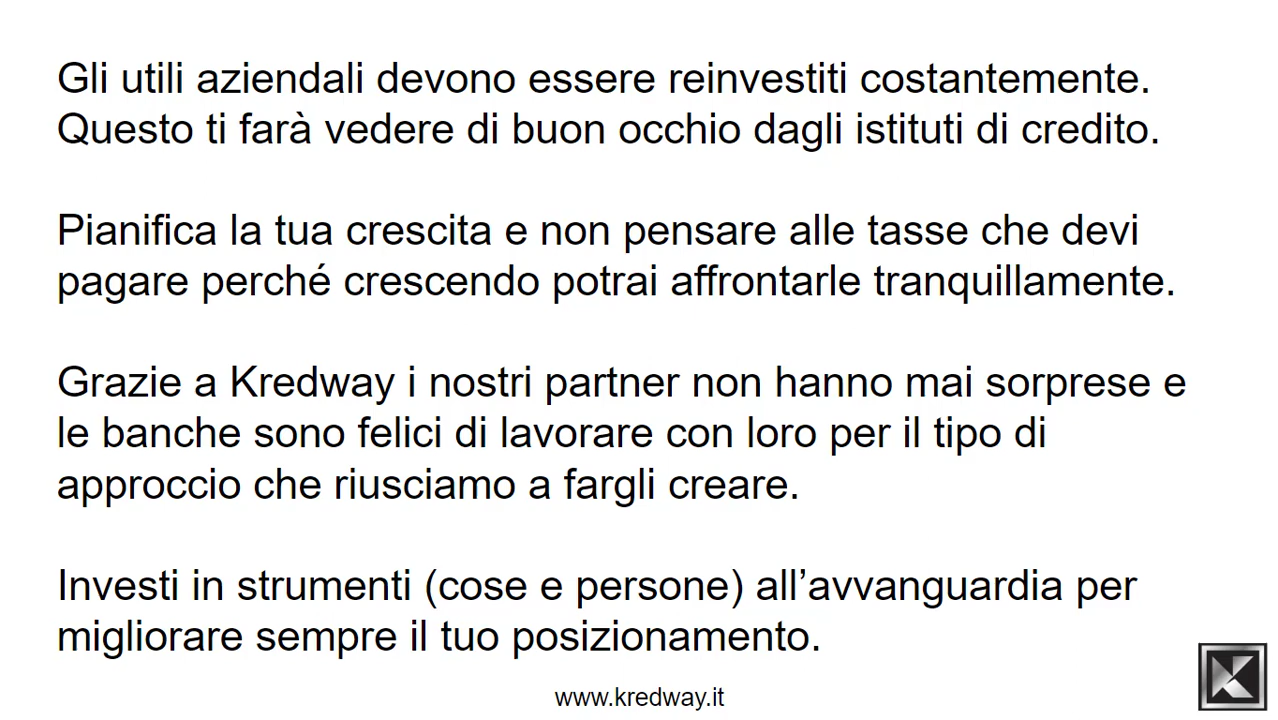 Gli utili aziendali devono essere reinvestiti costantemente.
Questo ti farà vedere di buon occhio dagli istituti di credito.
Pianifica la tua crescita e non pensare alle tasse che devi
pagare perché crescendo potrai affrontarle tranquillamente.
Grazie a Kredway i nostri partner non hanno mai sorprese e
le banche sono felici di lavorare con loro per il tipo di
approccio che riusciamo a fargli creare.
Investi in strumenti (cose e persone) all’avvanguardia per
migliorare sempre il tuo posizionamento.
www.kredway.it